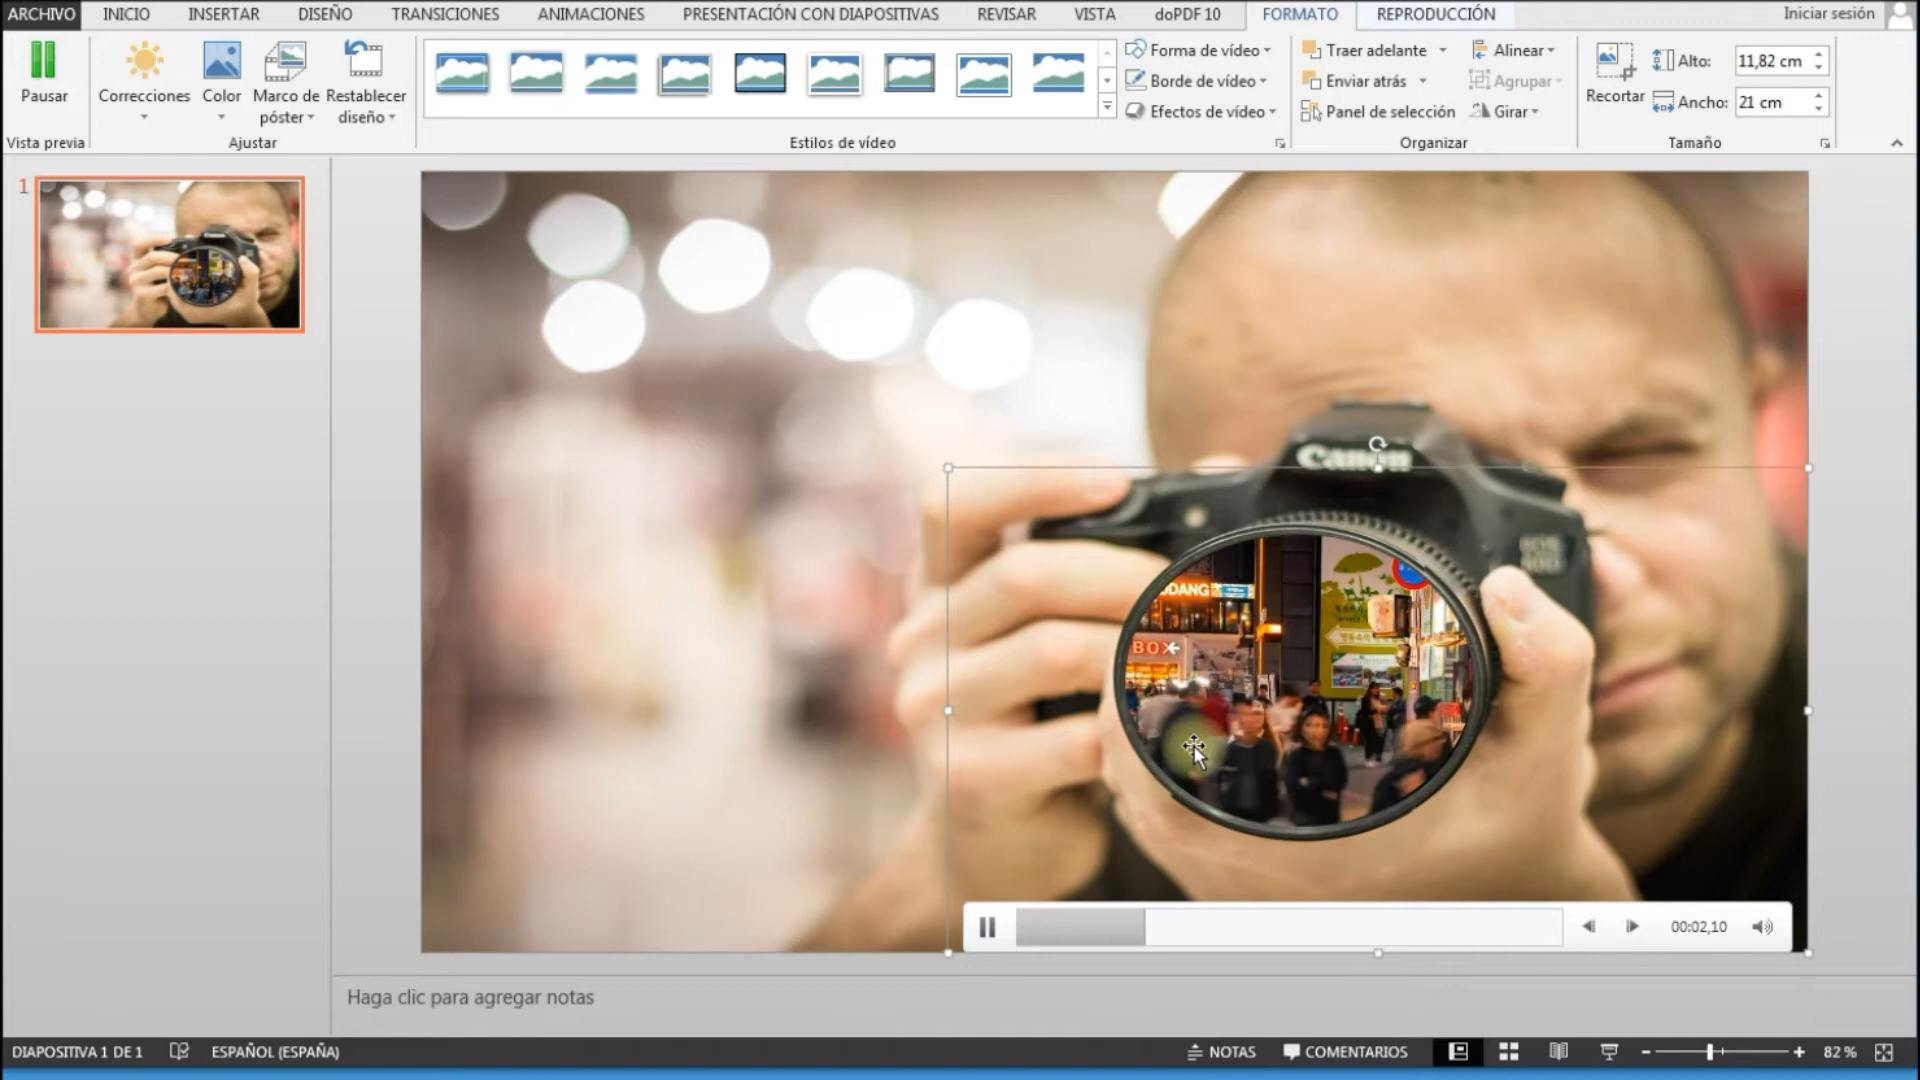 ARCHIVO INICIO INSERTAR DISEÑO TRANSICIONES ANIMACIONES PRESENTACIÓN CON DIAPOSITIVAS REVISAR VISTA doPDF 10 FORMATO REPRODUCCIÓN Iniciar sesión
Pausar
Vista previa
Correcciones
Color
Marco de póster
Restablecer diseño
Ajustar
Estilos de vídeo
Forma de vídeo
Borde de vídeo
Efectos de vídeo
Traer adelante
Enviar atrás
Panel de selección
Alinear
Agrupar
Girar
Organizar
Recortar
Alto: 11,82 cm
Ancho: 21 cm
Tamaño
1
Canon
EOS
60D
DANG
BOX
00:02,10
Haga clic para agregar notas
DIAPOSITIVA 1 DE 1 ESPAÑOL (ESPAÑA) NOTAS COMENTARIOS 82 %